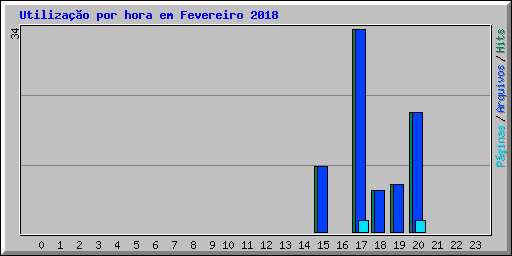 Utilização por hora em Fevereiro 2018
34
Páginas / Arquivos / Hits
0 1 2 3 4 5 6 7 8 9 10 11 12 13 14 15 16 17 18 19 20 21 22 23